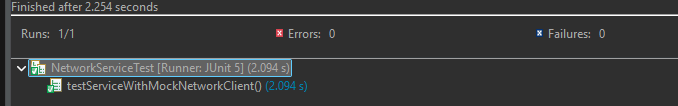 Finished after 2.254 seconds
Runs: 1/1 Errors: 0 Failures: 0
NetworkServiceTest [Runner: JUnit 5] (2.094 s)
testServiceWithMockNetworkClient() (2.094 s)